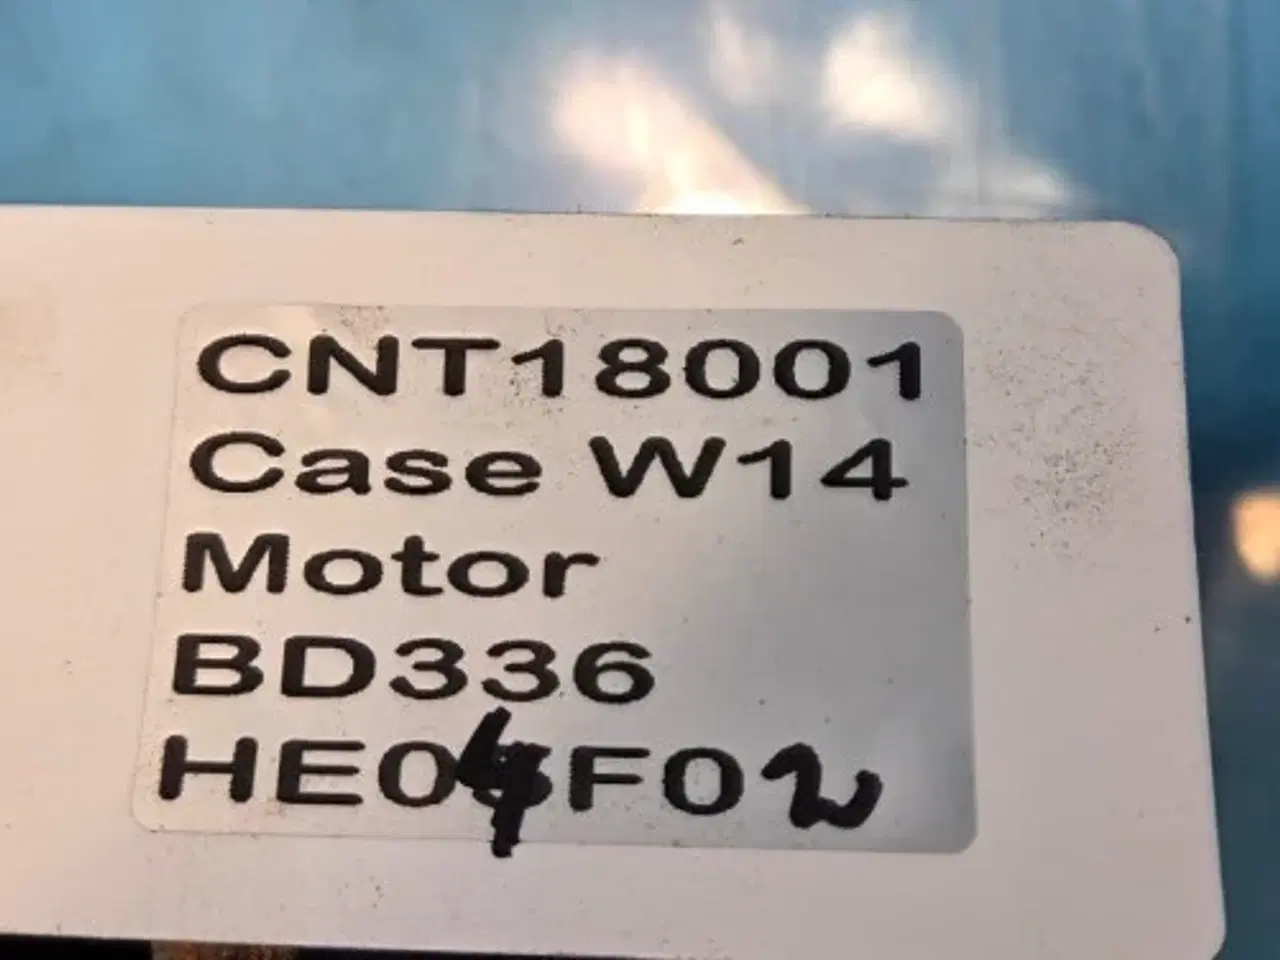 CNT18001
Case W14
Motor
BD336
HE04F02